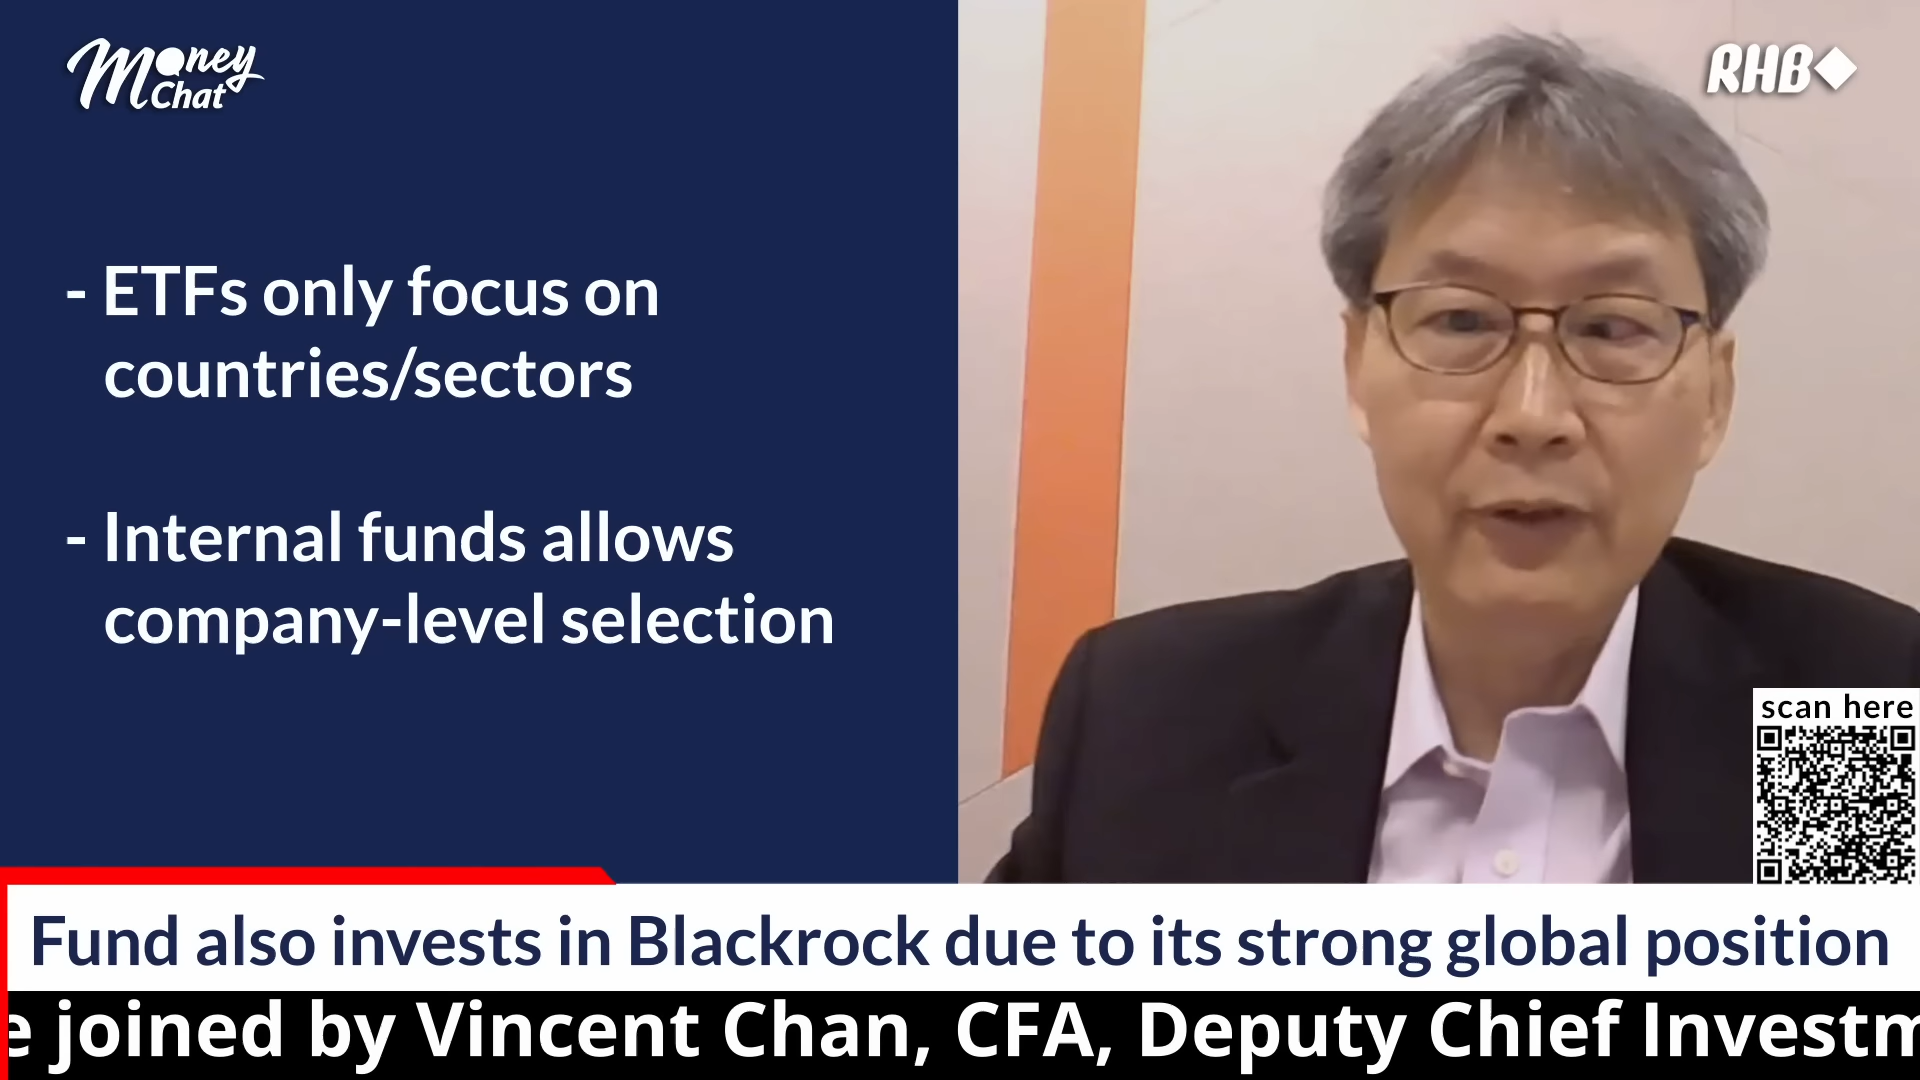 Money
Chat
RHB
- ETFs only focus on
countries/sectors
- Internal funds allows
company-level selection
scan here
Fund also invests in Blackrock due to its strong global position
e joined by Vincent Chan, CFA, Deputy Chief Investm